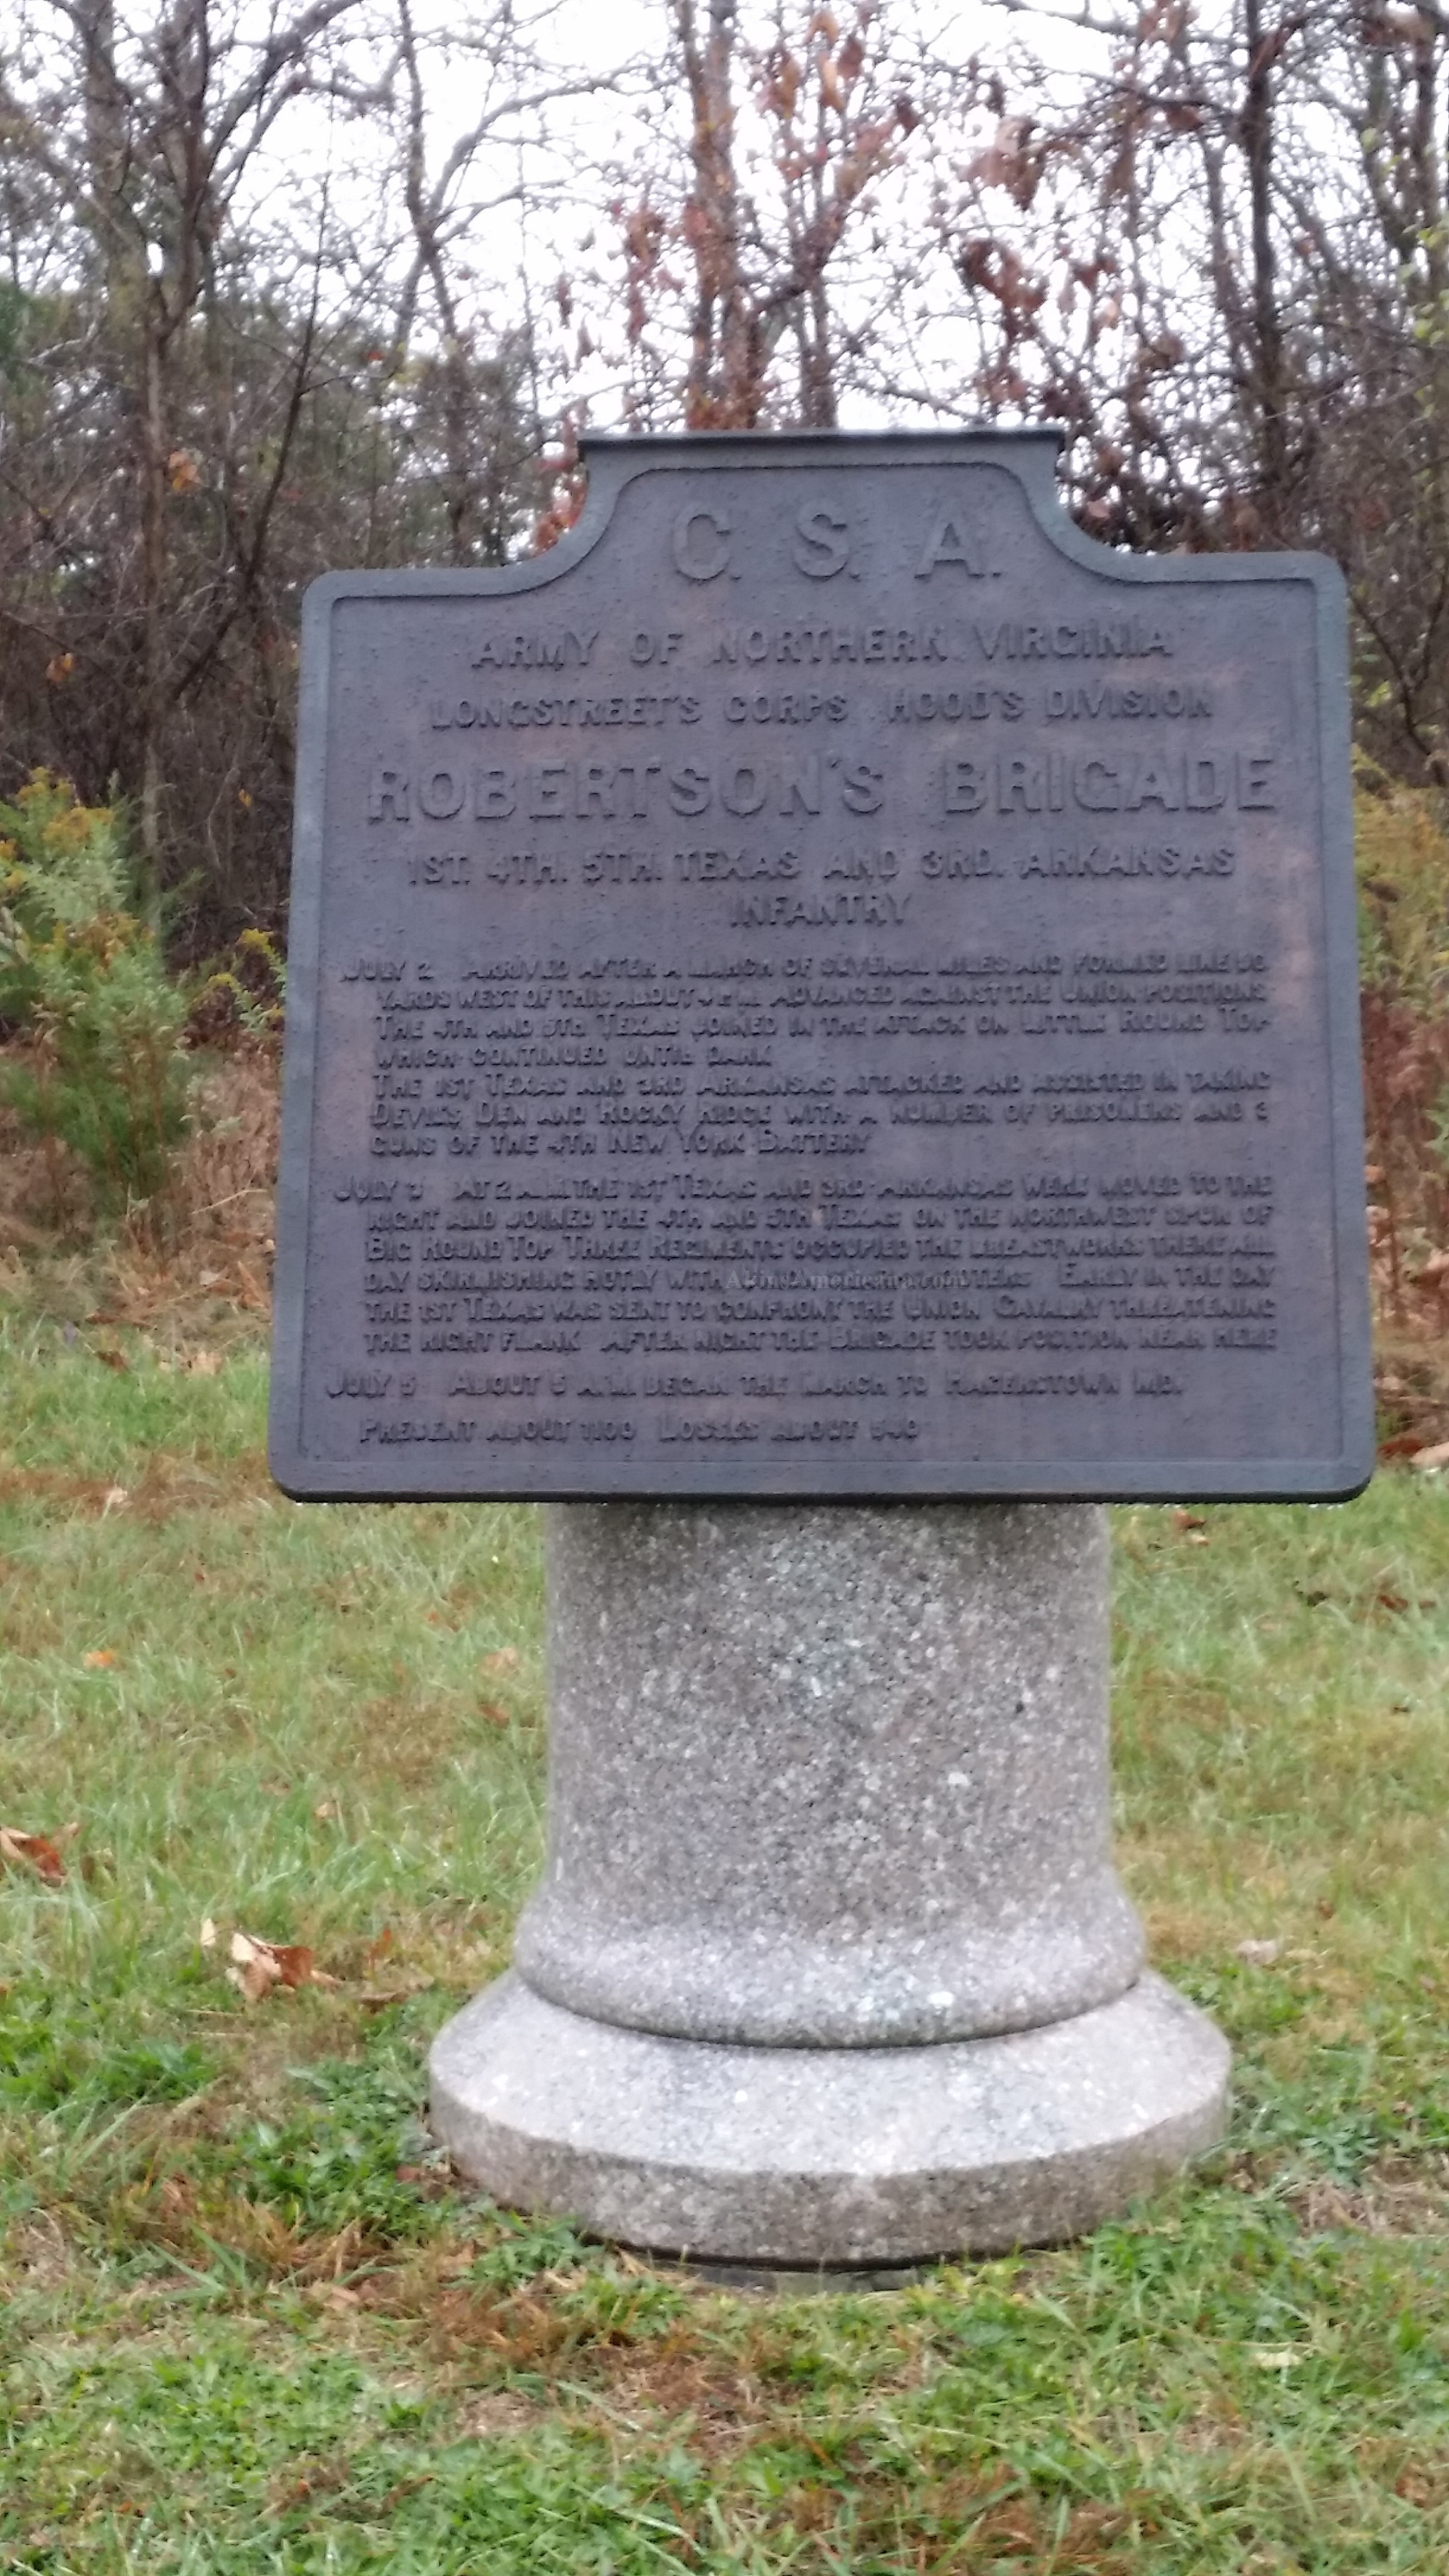 C. S. A.
ARMY OF NORTHERN VIRGINIA
LONGSTREET'S CORPS HOOD'S DIVISION
ROBERTSON'S BRIGADE
1ST. 4TH. 5TH. TEXAS AND 3RD. ARKANSAS
INFANTRY
JULY 2 ARRIVED AFTER A MARCH OF SEVERAL MILES AND FORMED LINE 50
YARDS WEST OF THIS ABOUT 4 P. M. ADVANCED AGAINST THE UNION POSITIONS
THE 4TH AND 5TH TEXAS JOINED IN THE ATTACK ON LITTLE ROUND TOP
WHICH CONTINUED UNTIL DARK
THE 1ST TEXAS AND 3RD ARKANSAS ATTACKED AND ASSISTED IN TAKING
DEVIL'S DEN AND ROCKY RIDGE WITH A NUMBER OF PRISONERS AND 3
GUNS OF THE 4TH NEW YORK BATTERY
JULY 3 AT 2 A. M. THE 1ST TEXAS AND 3RD ARKANSAS WERE MOVED TO THE
RIGHT AND JOINED THE 4TH AND 5TH TEXAS ON THE NORTHWEST SPUR OF
BIG ROUND TOP THREE REGIMENTS OCCUPIED THE BREASTWORKS THERE ALL
DAY SKIRMISHING HOTLY WITH UNION SHARPSHOOTERS EARLY IN THE DAY
THE 1ST TEXAS WAS SENT TO CONFRONT THE UNION CAVALRY THREATENING
THE RIGHT FLANK AFTER NIGHT THE BRIGADE TOOK POSITION NEAR HERE
JULY 5 ABOUT 5 A. M. BEGAN THE MARCH TO HAGERSTOWN MD.
PRESENT ABOUT 1100 LOSSES ABOUT 540